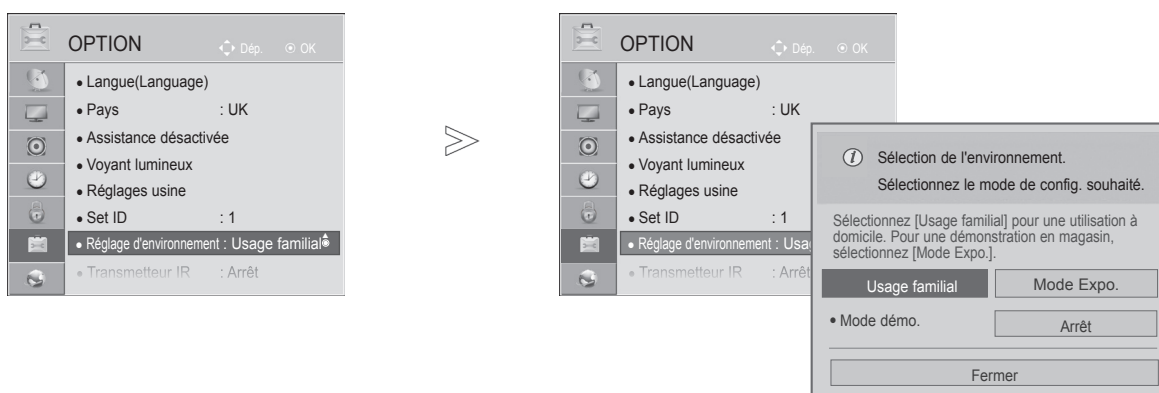 OPTION
Dép. OK
• Langue(Language)
• Pays : UK
• Assistance désactivée
• Voyant lumineux
• Réglages usine
• Set ID : 1
• Réglage d'environnement : Usage familial
• Transmetteur IR : Arrêt
OPTION
Dép. OK
• Langue(Language)
• Pays : UK
• Assistance désactivée
• Voyant lumineux
• Réglages usine
• Set ID : 1
• Réglage d'environnement : Usa
• Transmetteur IR : Arrêt
Sélection de l'environnement.
Sélectionnez le mode de config. souhaité.
Sélectionnez [Usage familial] pour une utilisation à
domicile. Pour une démonstration en magasin,
sélectionnez [Mode Expo.].
Usage familial Mode Expo.
• Mode démo. Arrêt
Fermer